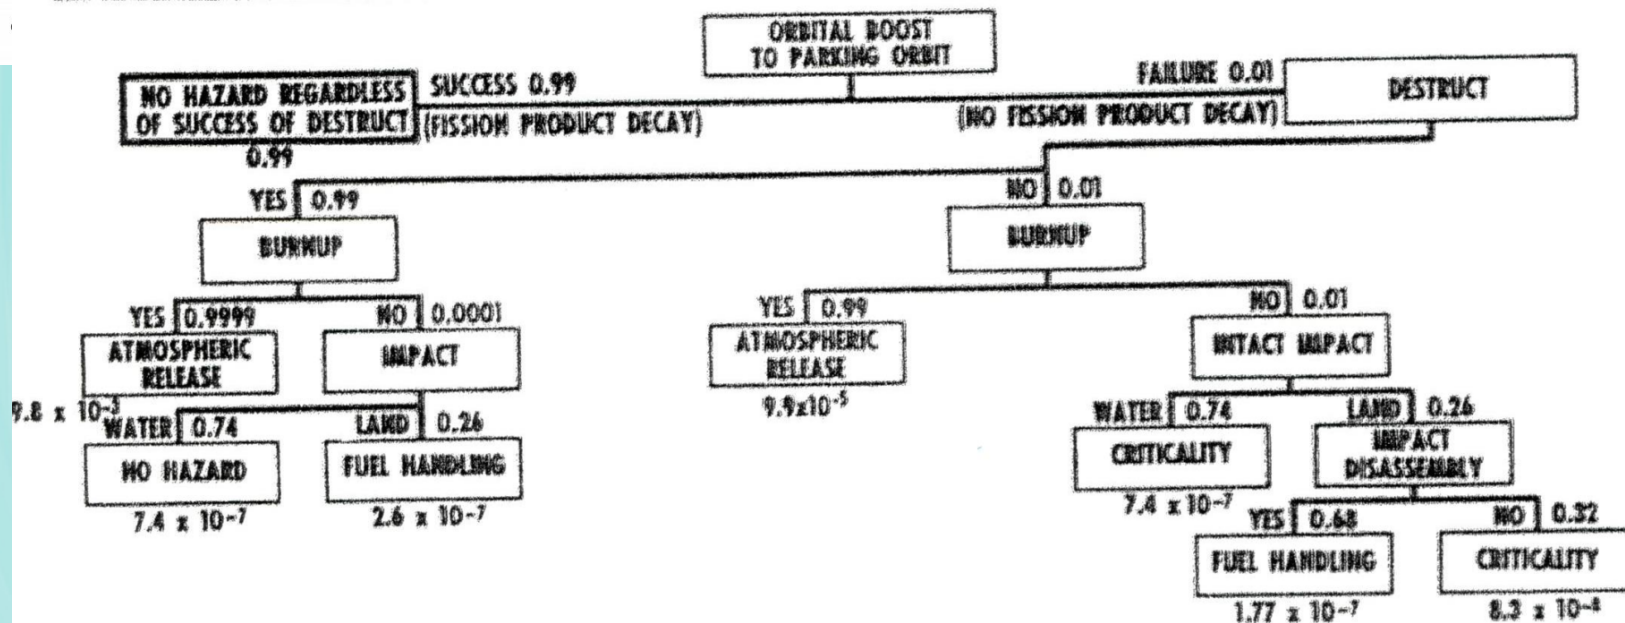 ORBITAL BOOST
TO PARKING ORBIT
NO HAZARD REGARDLESS
OF SUCCESS OF DESTRUCT
0.99
SUCCESS 0.99
(FISSION PRODUCT DECAY)
FAILURE 0.01
(NO FISSION PRODUCT DECAY)
DESTRUCT
YES 0.99
BURNUP
NO 0.01
BURNUP
YES 0.9999
ATMOSPHERIC
RELEASE
9.8 x 10-3
NO 0.0001
IMPACT
WATER 0.74
NO HAZARD
7.4 x 10-7
LAND 0.26
FUEL HANDLING
2.6 x 10-7
YES 0.99
ATMOSPHERIC
RELEASE
9.9x10-5
NO 0.01
INTACT IMPACT
WATER 0.74
CRITICALITY
7.4 x 10-7
LAND 0.26
IMPACT
DISASSEMBLY
YES 0.68
FUEL HANDLING
1.77 x 10-7
NO 0.32
CRITICALITY
8.3 x 10-8